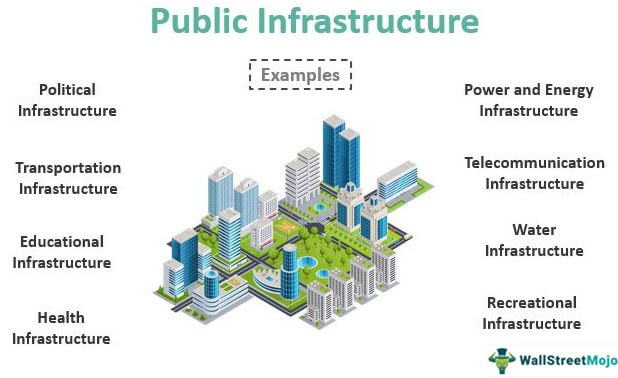 Public Infrastructure
Examples
Political
Infrastructure
Transportation
Infrastructure
Educational
Infrastructure
Health
Infrastructure
Power and Energy
Infrastructure
Telecommunication
Infrastructure
Water
Infrastructure
Recreational
Infrastructure
WallStreetMojo